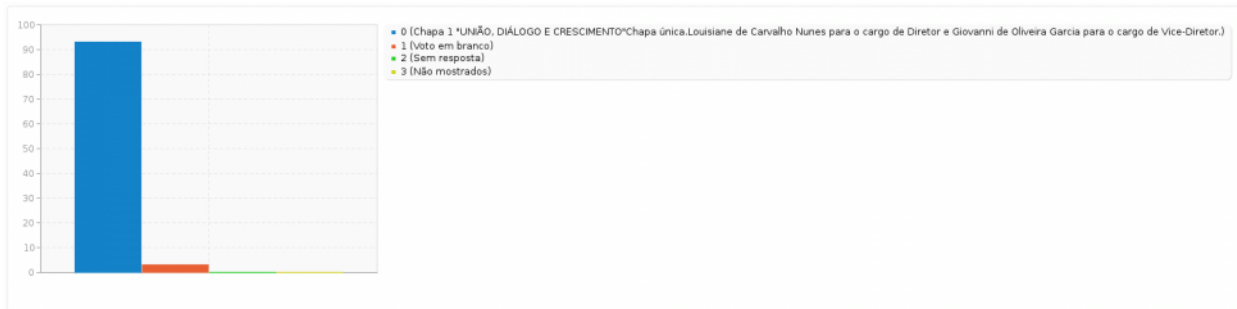 100
90
80
70
60
50
40
30
20
10
0
0 (Chapa 1 "UNIÃO, DIÁLOGO E CRESCIMENTO"Chapa única.Louisiane de Carvalho Nunes para o cargo de Diretor e Giovanni de Oliveira Garcia para o cargo de Vice-Diretor.)
1 (Voto em branco)
2 (Sem resposta)
3 (Não mostrados)